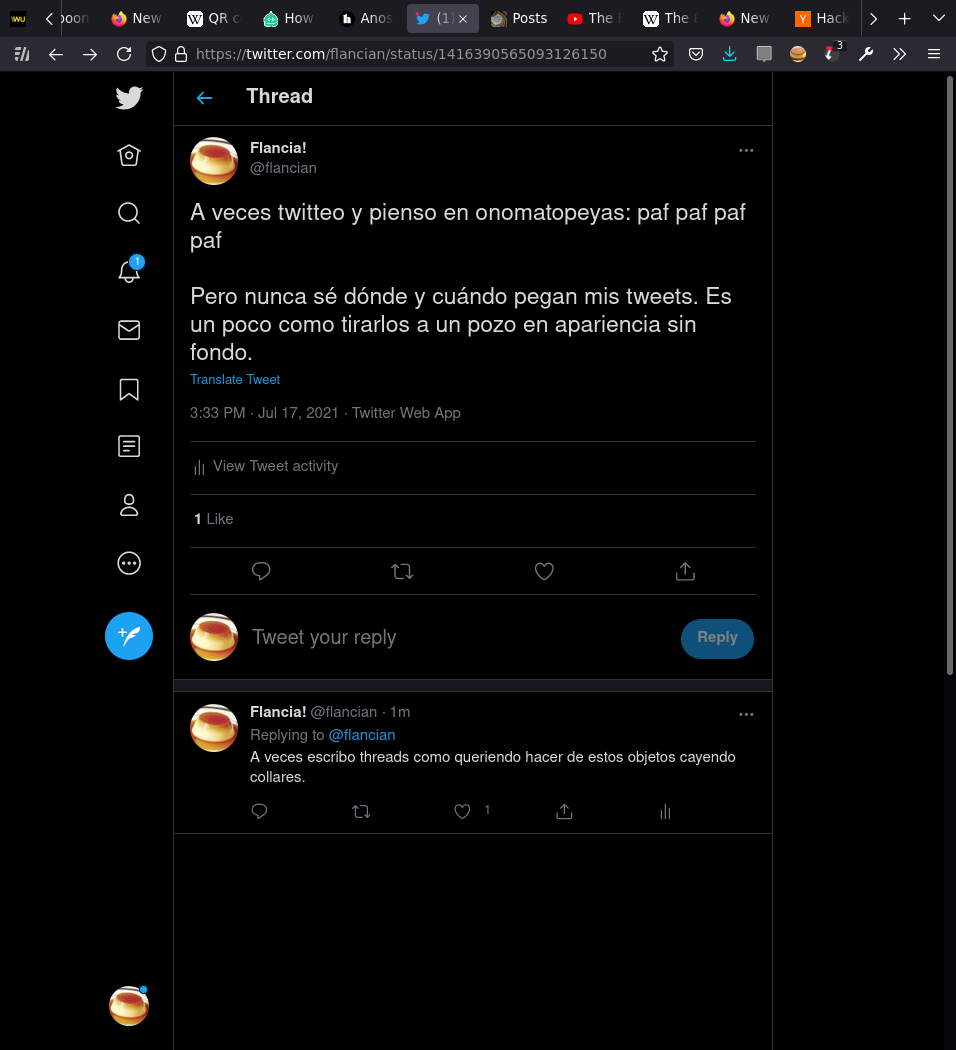 WU
poon
New
QR c
How
Anos
(1)
Posts
The E
The E
New
Hack
https://twitter.com/flancian/status/1416390565093126150
3
Thread
Flancia!
@flancian
A veces twitteo y pienso en onomatopeyas: paf paf paf
paf
Pero nunca sé dónde y cuándo pegan mis tweets. Es
un poco como tirarlos a un pozo en apariencia sin
fondo.
Translate Tweet
3:33 PM · Jul 17, 2021 · Twitter Web App
View Tweet activity
1 Like
Tweet your reply
Reply
Flancia! @flancian · 1m
Replying to @flancian
A veces escribo threads como queriendo hacer de estos objetos cayendo
collares.
1
1